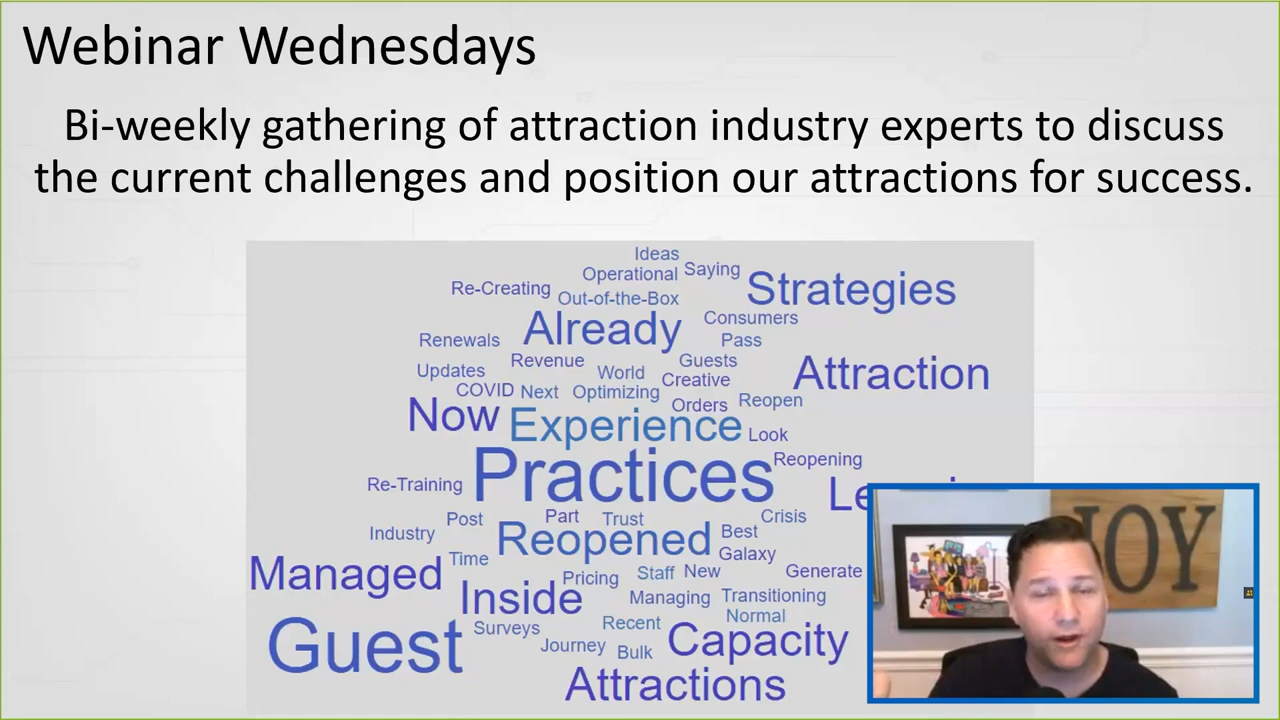 Webinar Wednesdays
Bi-weekly gathering of attraction industry experts to discuss
the current challenges and position our attractions for success.
Ideas
Operational Saying
Re-Creating Out-of-the-Box Strategies
Already Consumers
Renewals Pass
Revenue Guests
Updates World Creative Attraction
COVID Next Optimizing
Now Orders Reopen
Experience Look
Practices Reopening
Re-Training
Post Part Trust Crisis
Industry Reopened Best
Time Galaxy
Managed Pricing Staff New Generate
Inside Managing Transitioning
Surveys Recent Normal
Guest Journey Bulk Capacity
Attractions
JOY